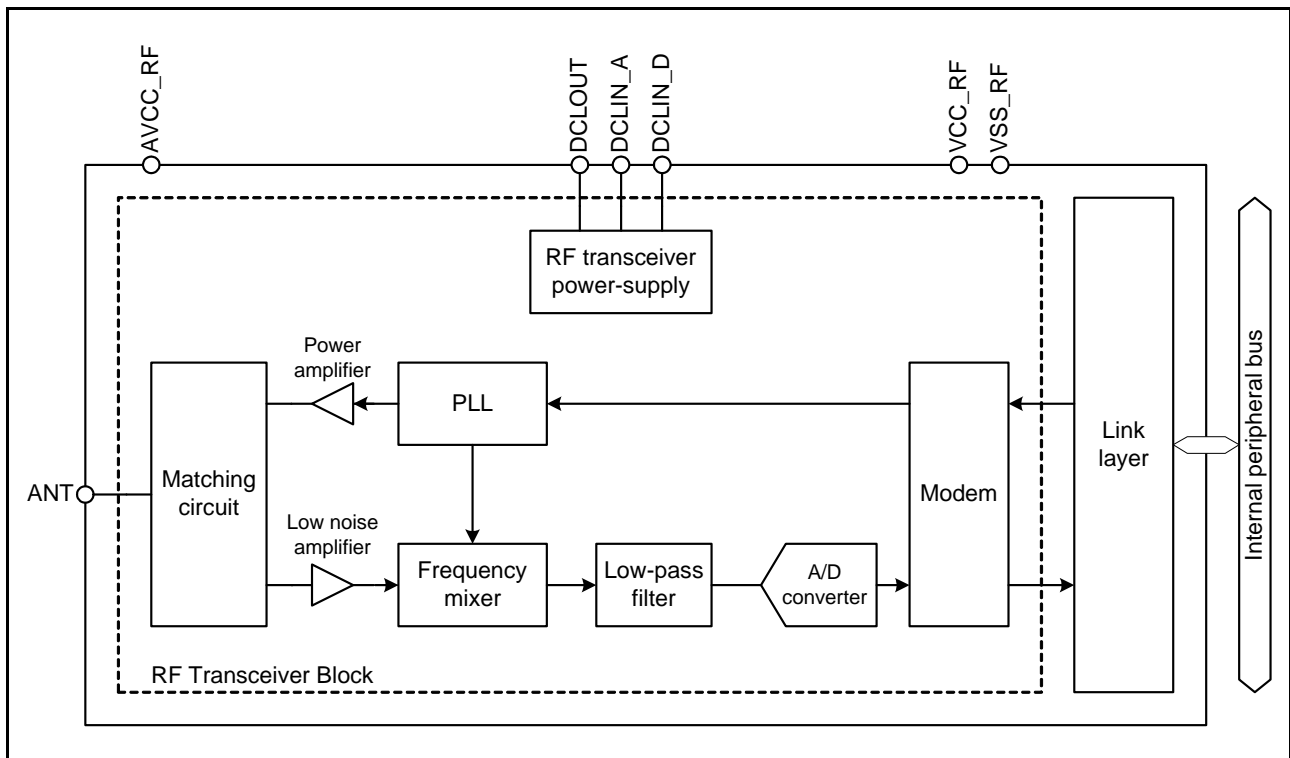 AVCC_RF
DCLOUT
DCLIN_A
DCLIN_D
VCC_RF
VSS_RF
RF transceiver
power-supply
Power
amplifier
PLL
Matching
circuit
ANT
Low noise
amplifier
Frequency
mixer
Low-pass
filter
A/D
converter
Modem
Link
layer
Internal peripheral bus
RF Transceiver Block